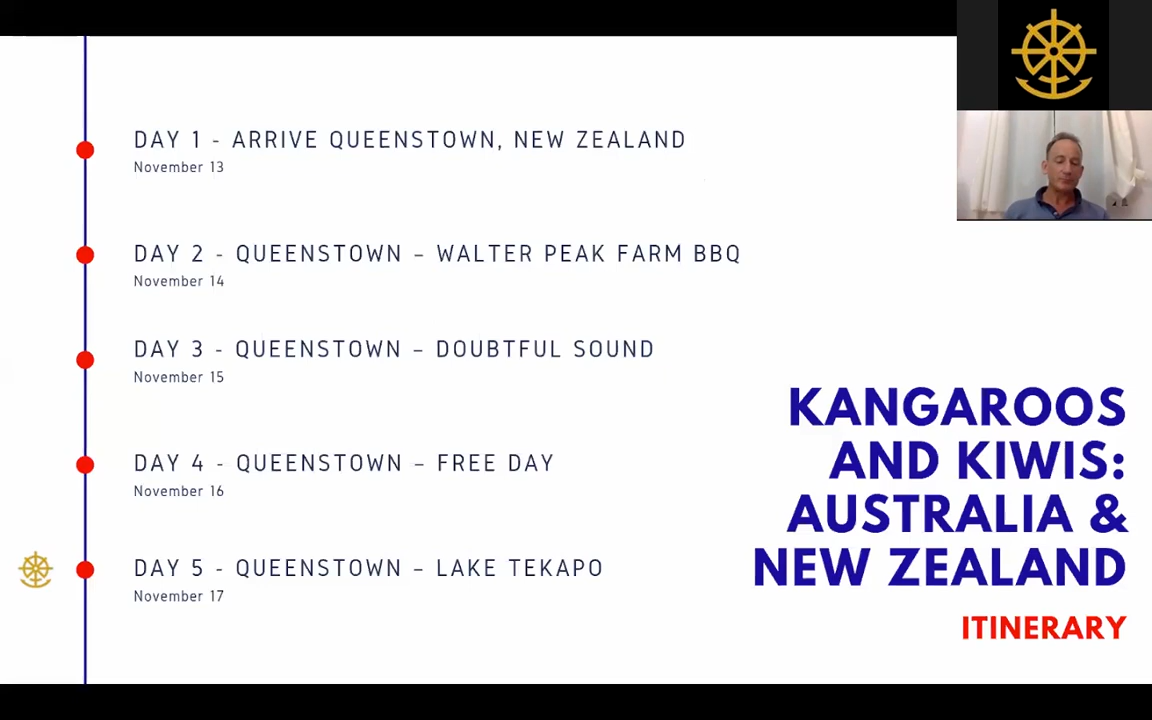 DAY 1 - ARRIVE QUEENSTOWN, NEW ZEALAND
November 13
DAY 2 - QUEENSTOWN – WALTER PEAK FARM BBQ
November 14
DAY 3 - QUEENSTOWN – DOUBTFUL SOUND
November 15
DAY 4 - QUEENSTOWN – FREE DAY
November 16
DAY 5 - QUEENSTOWN – LAKE TEKAPO
November 17
KANGAROOS
AND KIWIS:
AUSTRALIA &
NEW ZEALAND
ITINERARY